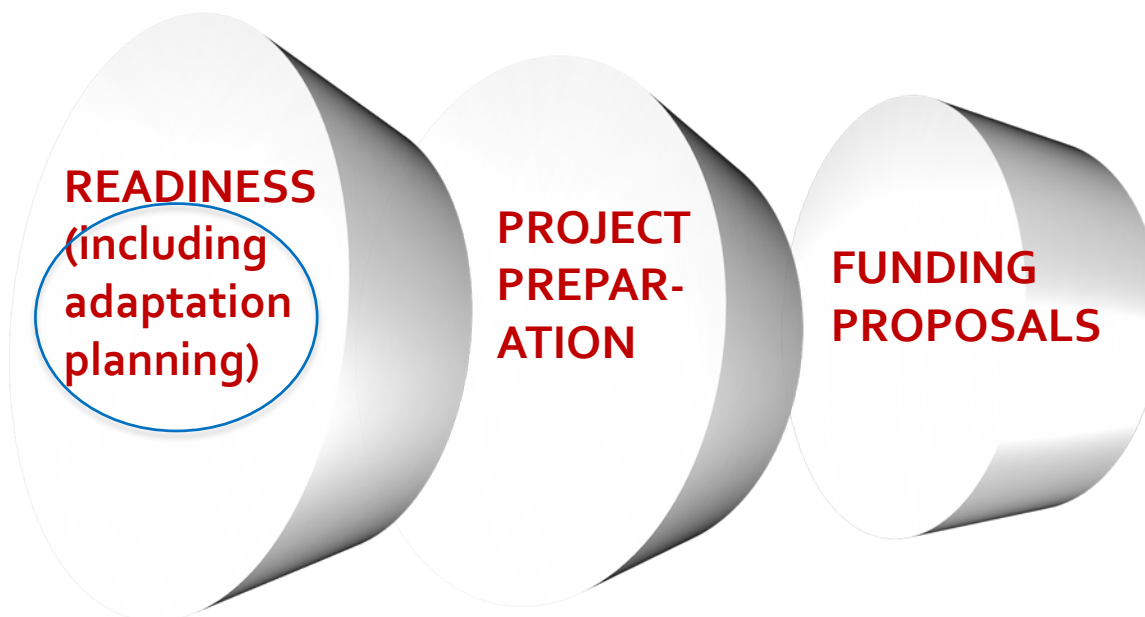 READINESS
(including
adaptation
planning)
PROJECT
PREPAR-
ATION
FUNDING
PROPOSALS